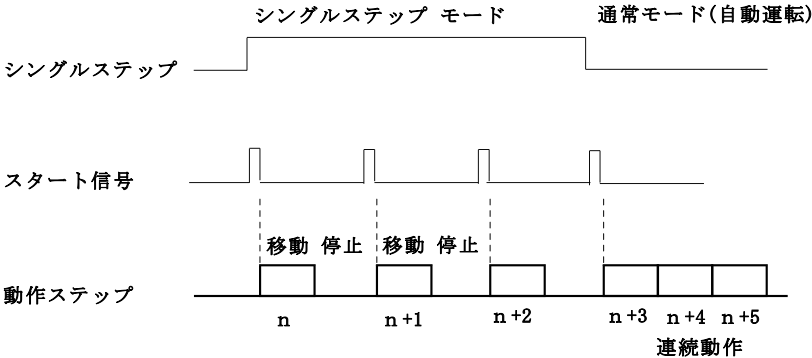 シングルステップ モード
通常モード(自動運転)
シングルステップ
スタート信号
移動 停止 移動 停止
動作ステップ
n n+1 n+2 n+3 n+4 n+5
連続動作